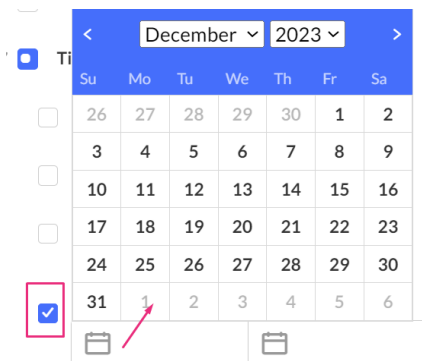 Ti
< December 2023 >
Su Mo Tu We Th Fr Sa
26 27 28 29 30 1 2
3 4 5 6 7 8 9
10 11 12 13 14 15 16
17 18 19 20 21 22 23
24 25 26 27 28 29 30
31 1 2 3 4 5 6